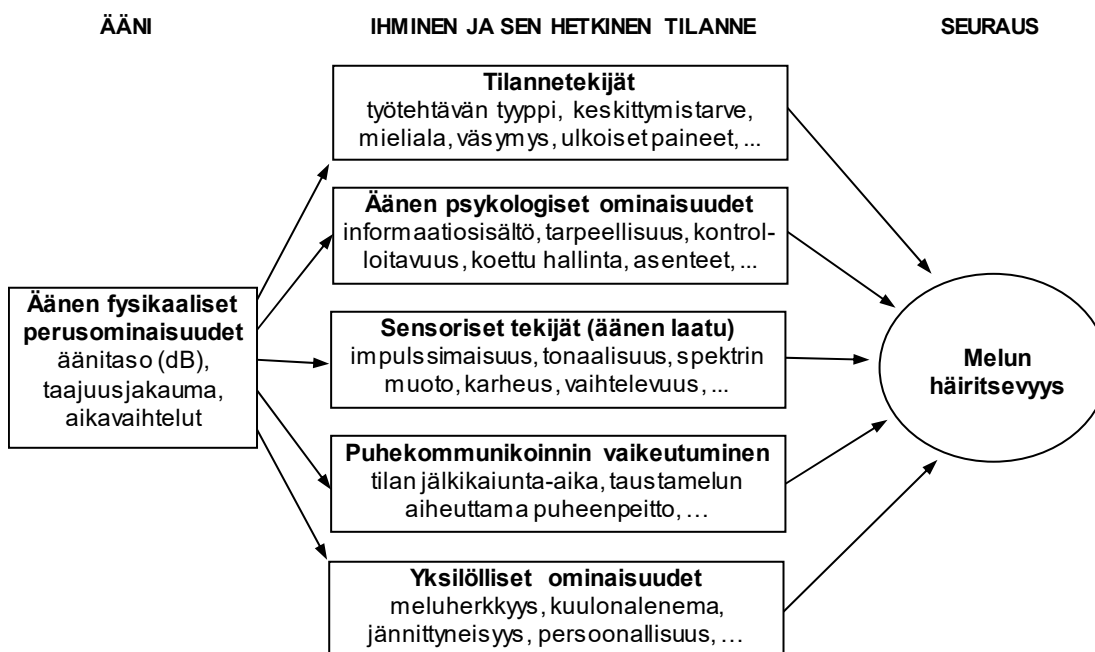 ÄÄNI
IHMINEN JA SEN HETKINEN TILANNE
SEURAUS
Tilannetekijät
työtehtävän tyyppi, keskittymistarve,
mieliala, väsymys, ulkoiset paineet, ...
Äänen psykologiset ominaisuudet
informaatiosisältö, tarpeellisuus, kontrol-
loitavuus, koettu hallinta, asenteet, ...
Äänen fysikaaliset
perusominaisuudet
äänitaso (dB),
taajuusjakauma,
aikavaihtelut
Sensoriset tekijät (äänen laatu)
impulssimaisuus, tonaalisuus, spektrin
muoto, karheus, vaihtelevuus, ...
Melun
häiritsevyys
Puhekommunikoinnin vaikeutuminen
tilan jälkikaiunta-aika, taustamelun
aiheuttama puheenpeitto, …
Yksilölliset ominaisuudet
meluherkkyys, kuulonalenema,
jännittyneisyys, persoonallisuus, …